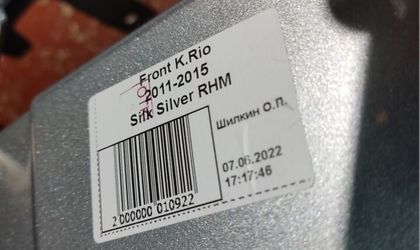 Front K.Rio
2011-2015
Silk Silver RHM
Шилкин О.П.
07.06.2022
17:17:46
2 000000 010922